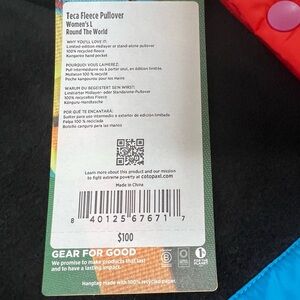 Teca Fleece Pullover
Women's L
Round The World
WHY YOU'LL LOVE IT:
Limited-edition midlayer or stand-alone pullover
100% recycled fleece
Kangaroo hand pocket
POURQUOI VOUS L'AIMEREZ:
Pull intermédiaire ou à porter seul, en édition limitée.
Molleton 100 % recyclé
Poche kangourou pour les mains
WARUM DU BEGEISTERT SEIN WIRST:
Limitierter Midlayer- oder Standalone-Pullover
100% recyceltes Fleece
Känguru-Handtasche
POR QUÉ TE ENCANTARÁ:
Suéter para uso intermedio o exterior de edición limitada
Felpa 100 % reciclada
Bolsillo canguro para las manos
Learn more about this product and our mission
to fight extreme poverty at cotopaxi.com
Made in China
8 40125 67671 7
$100
GEAR FOR GOOD
We promise to make products that last
and to have a lasting impact.
Hangtag made with 100% recycled paper.